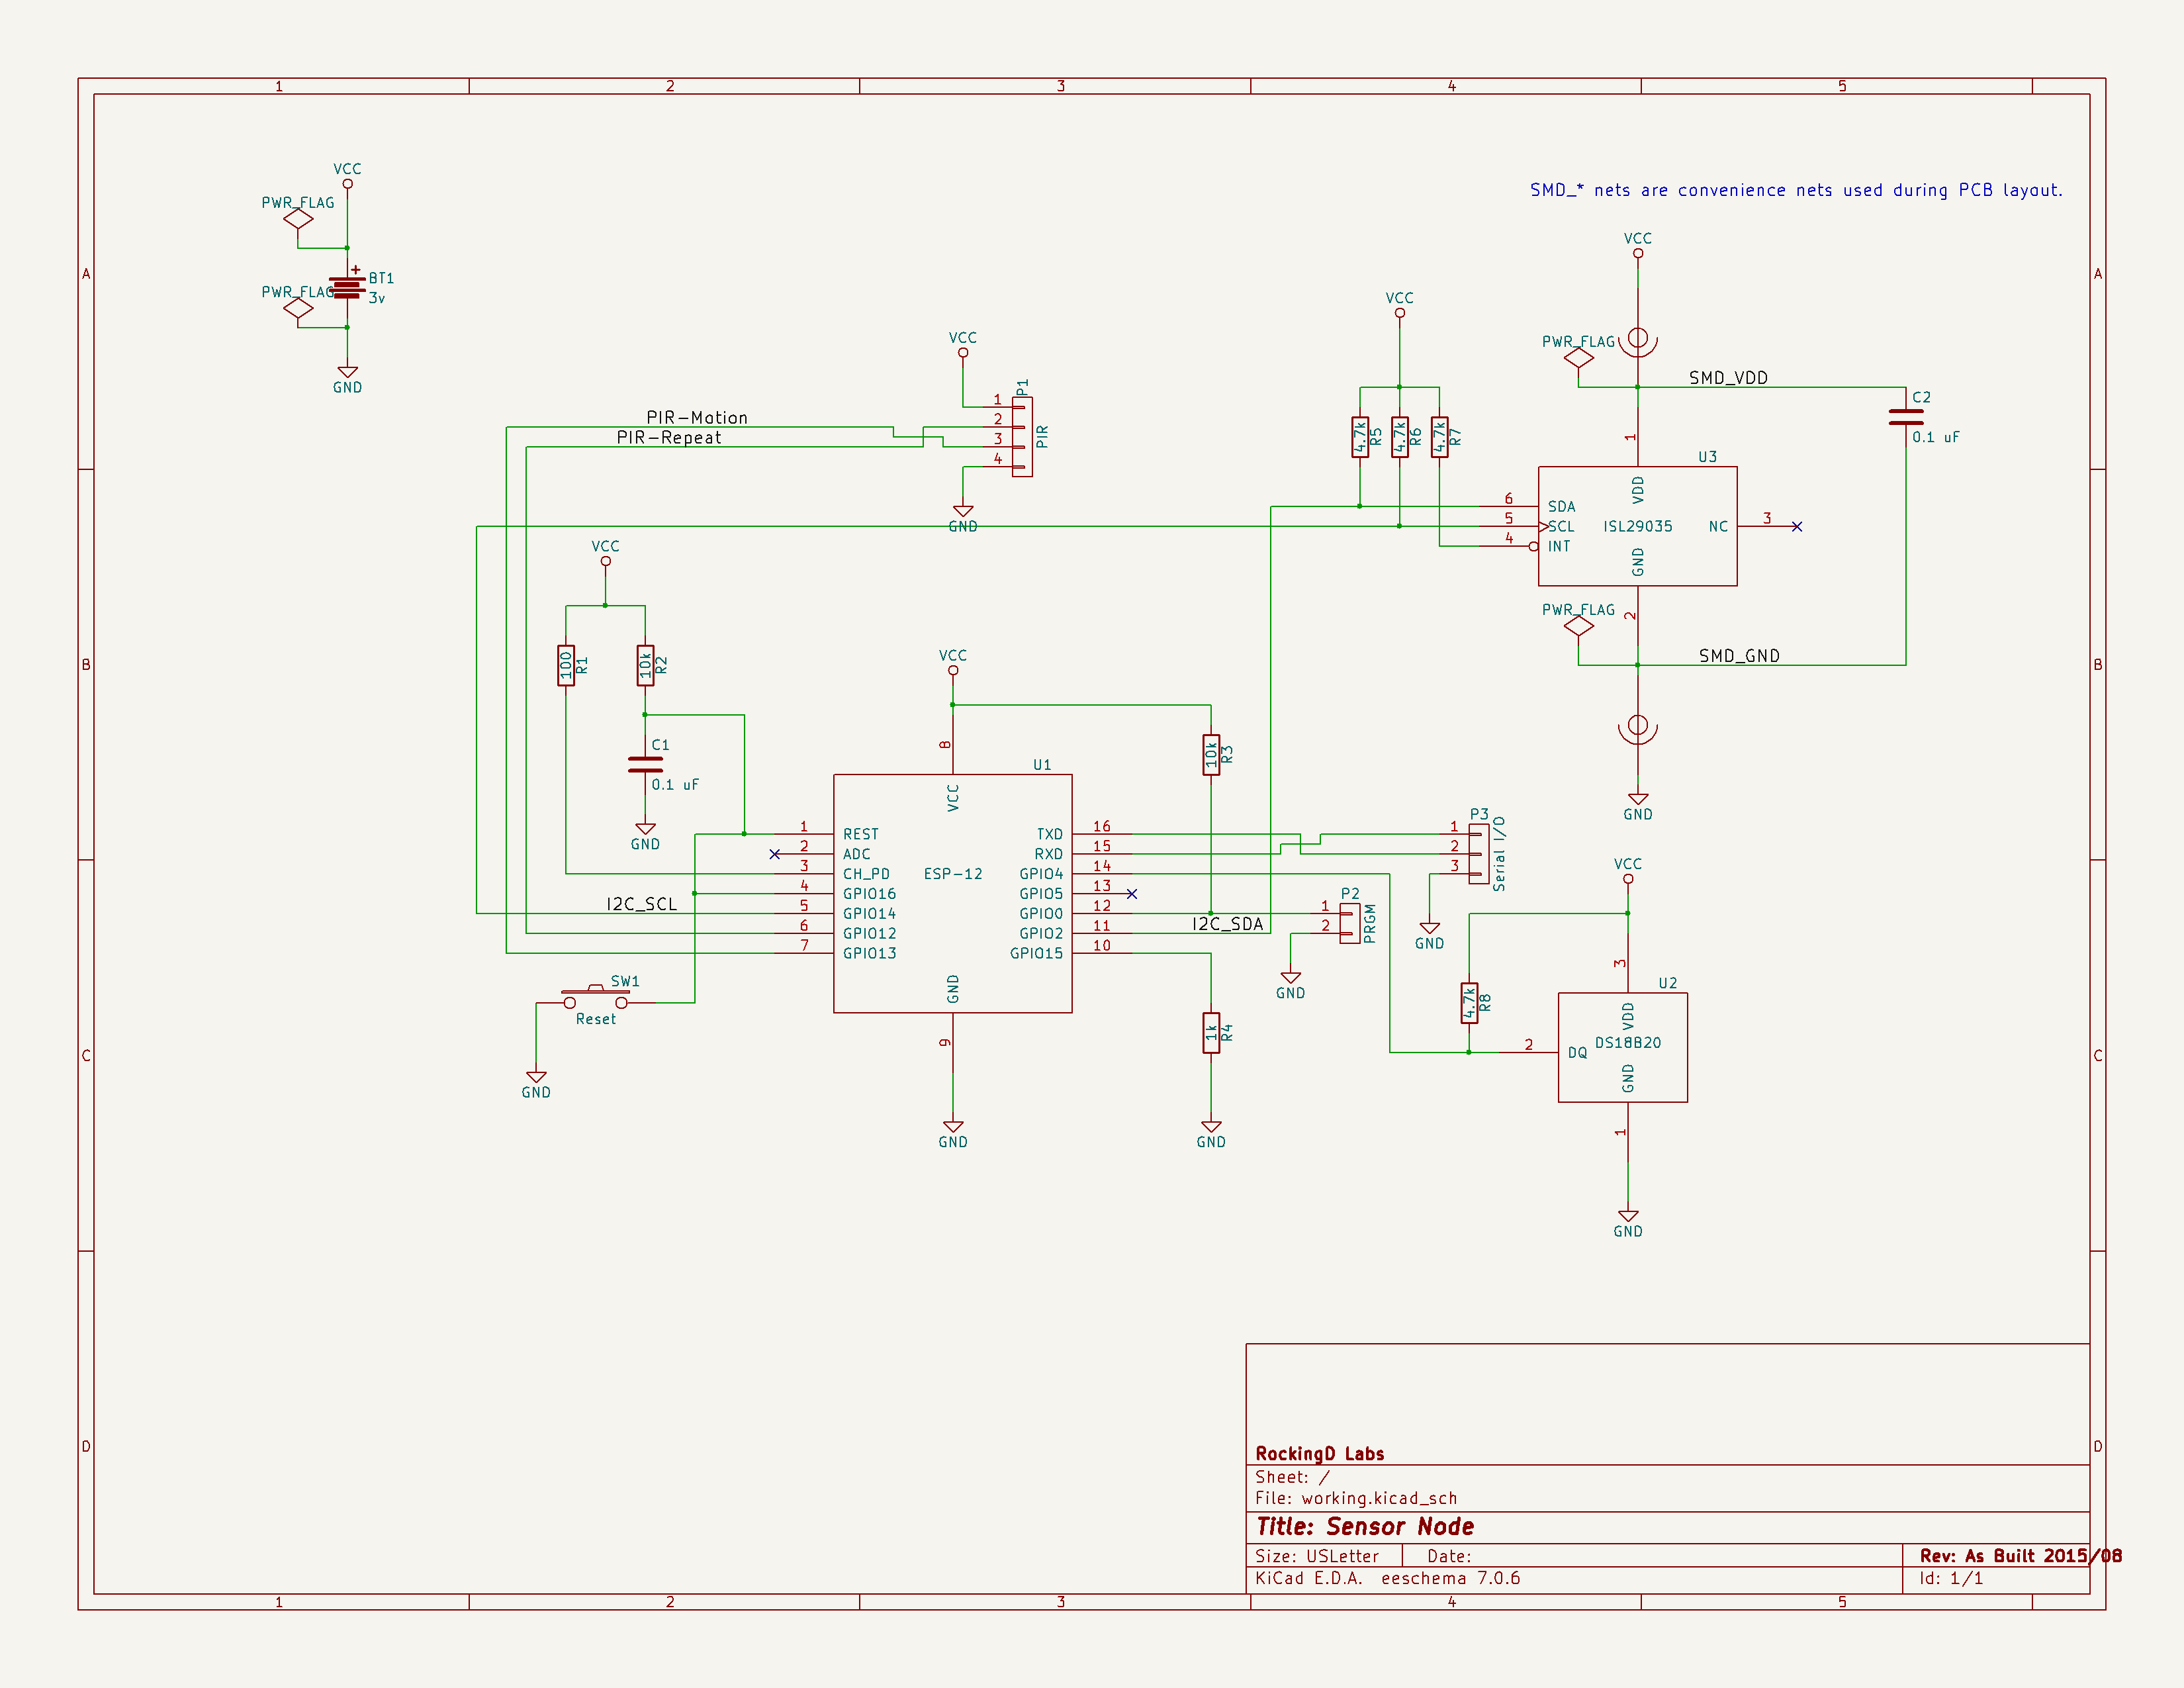 1 2 3 4 5
A
B
C
D
A
B
C
D
VCC
PWR_FLAG
PWR_FLAG
BT1
3v
GND
SMD_* nets are convenience nets used during PCB layout.
VCC
P1
1
2
3
4
PIR
GND
PIR-Motion
PIR-Repeat
VCC
4.7k
R5
4.7k
R6
4.7k
R7
VCC
PWR_FLAG
SMD_VDD
C2
0.1 uF
1
U3
6 SDA
5 SCL
4 INT
VDD
ISL29035
GND
NC 3
2
PWR_FLAG
SMD_GND
GND
VCC
100
R1
10k
R2
C1
0.1 uF
GND
VCC
8
U1
VCC
10k
R3
1 REST
2 ADC
3 CH_PD
4 GPIO16
5 GPIO14
6 GPIO12
7 GPIO13
ESP-12
TXD 16
RXD 15
GPIO4 14
GPIO5 13
GPIO0 12
GPIO2 11
GPIO15 10
GND
9
GND
I2C_SCL
I2C_SDA
SW1
Reset
GND
1k
R4
GND
P2
1
2
PRGM
GND
P3
1
2
3
Serial I/O
GND
VCC
3
4.7k
R8
U2
VDD
DS18B20
2 DQ
GND
1
GND
RockingD Labs
Sheet: /
File: working.kicad_sch
Title: Sensor Node
Size: USLetter Date: Rev: As Built 2015/08
KiCad E.D.A. eeschema 7.0.6 Id: 1/1
1 2 3 4 5